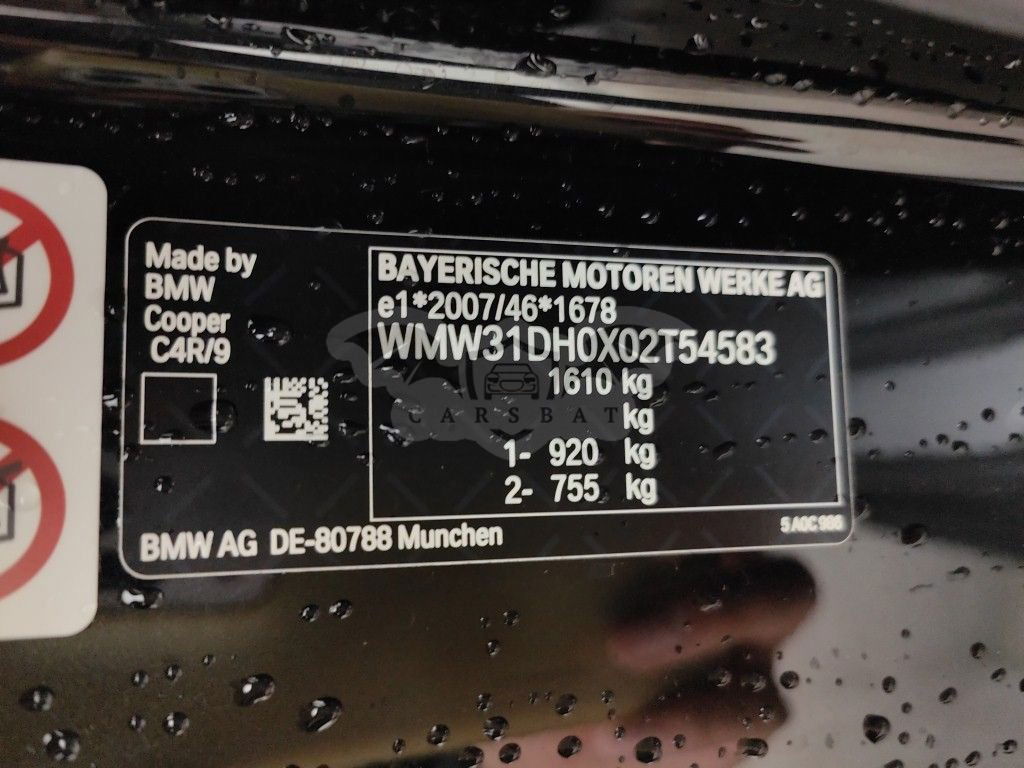 Made by
BMW
Cooper
C4R/9
BAYERISCHE MOTOREN WERKE AG
e1*2007/46*1678
WMW31DH0X02T54583
1610 kg
kg
1- 920 kg
2- 755 kg
CARSBAT
BMW AG DE-80788 Munchen